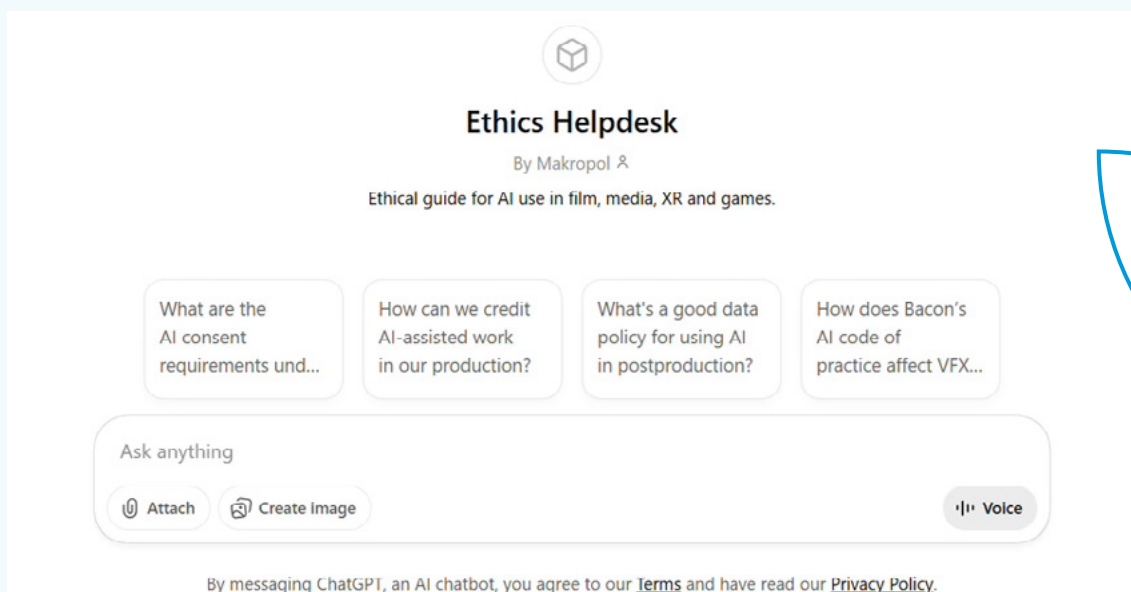 Ethics Helpdesk
By Makropol
Ethical guide for AI use in film, media, XR and games.
What are the
AI consent
requirements und...
How can we credit
AI-assisted work
in our production?
What's a good data
policy for using AI
in postproduction?
How does Bacon's
AI code of
practice affect VFX...
Ask anything
Attach
Create image
Voice
By messaging ChatGPT, an AI chatbot, you agree to our Terms and have read our Privacy Policy.